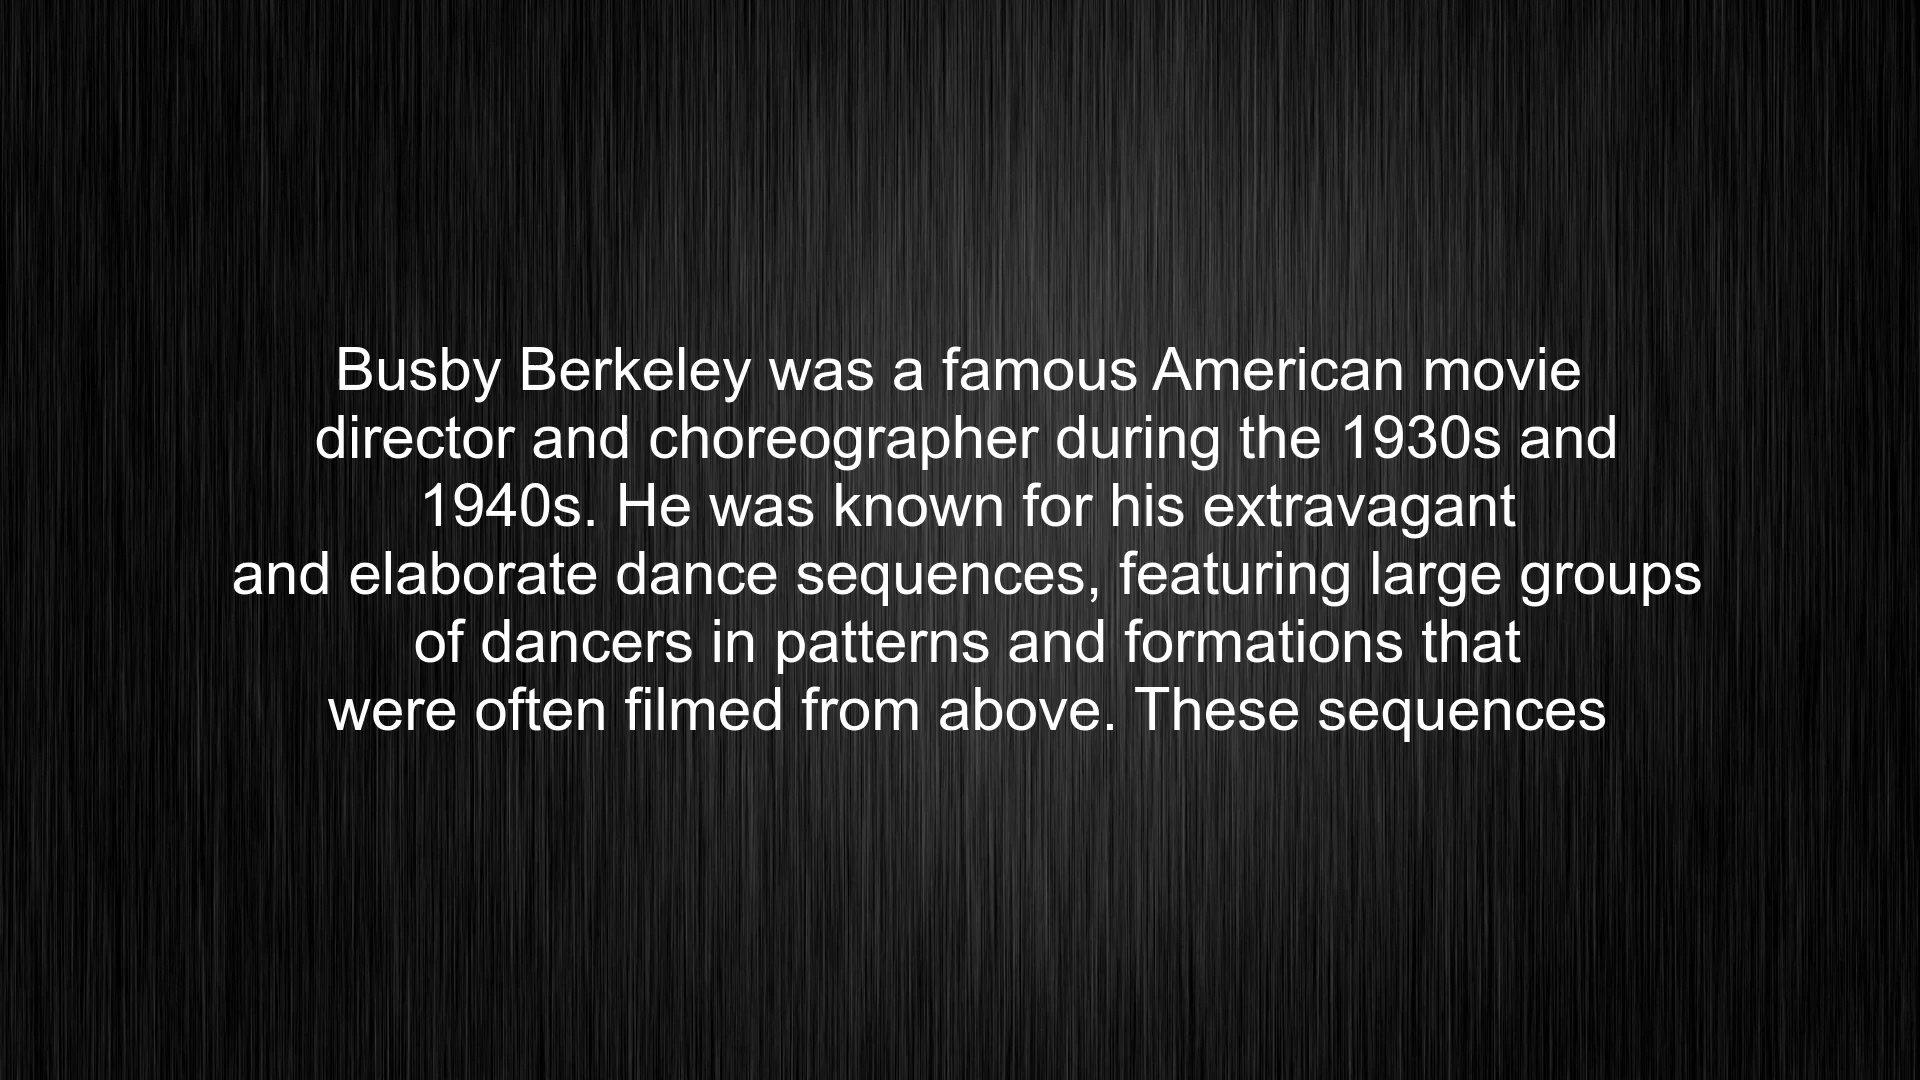 Busby Berkeley was a famous American movie
director and choreographer during the 1930s and
1940s. He was known for his extravagant
and elaborate dance sequences, featuring large groups
of dancers in patterns and formations that
were often filmed from above. These sequences